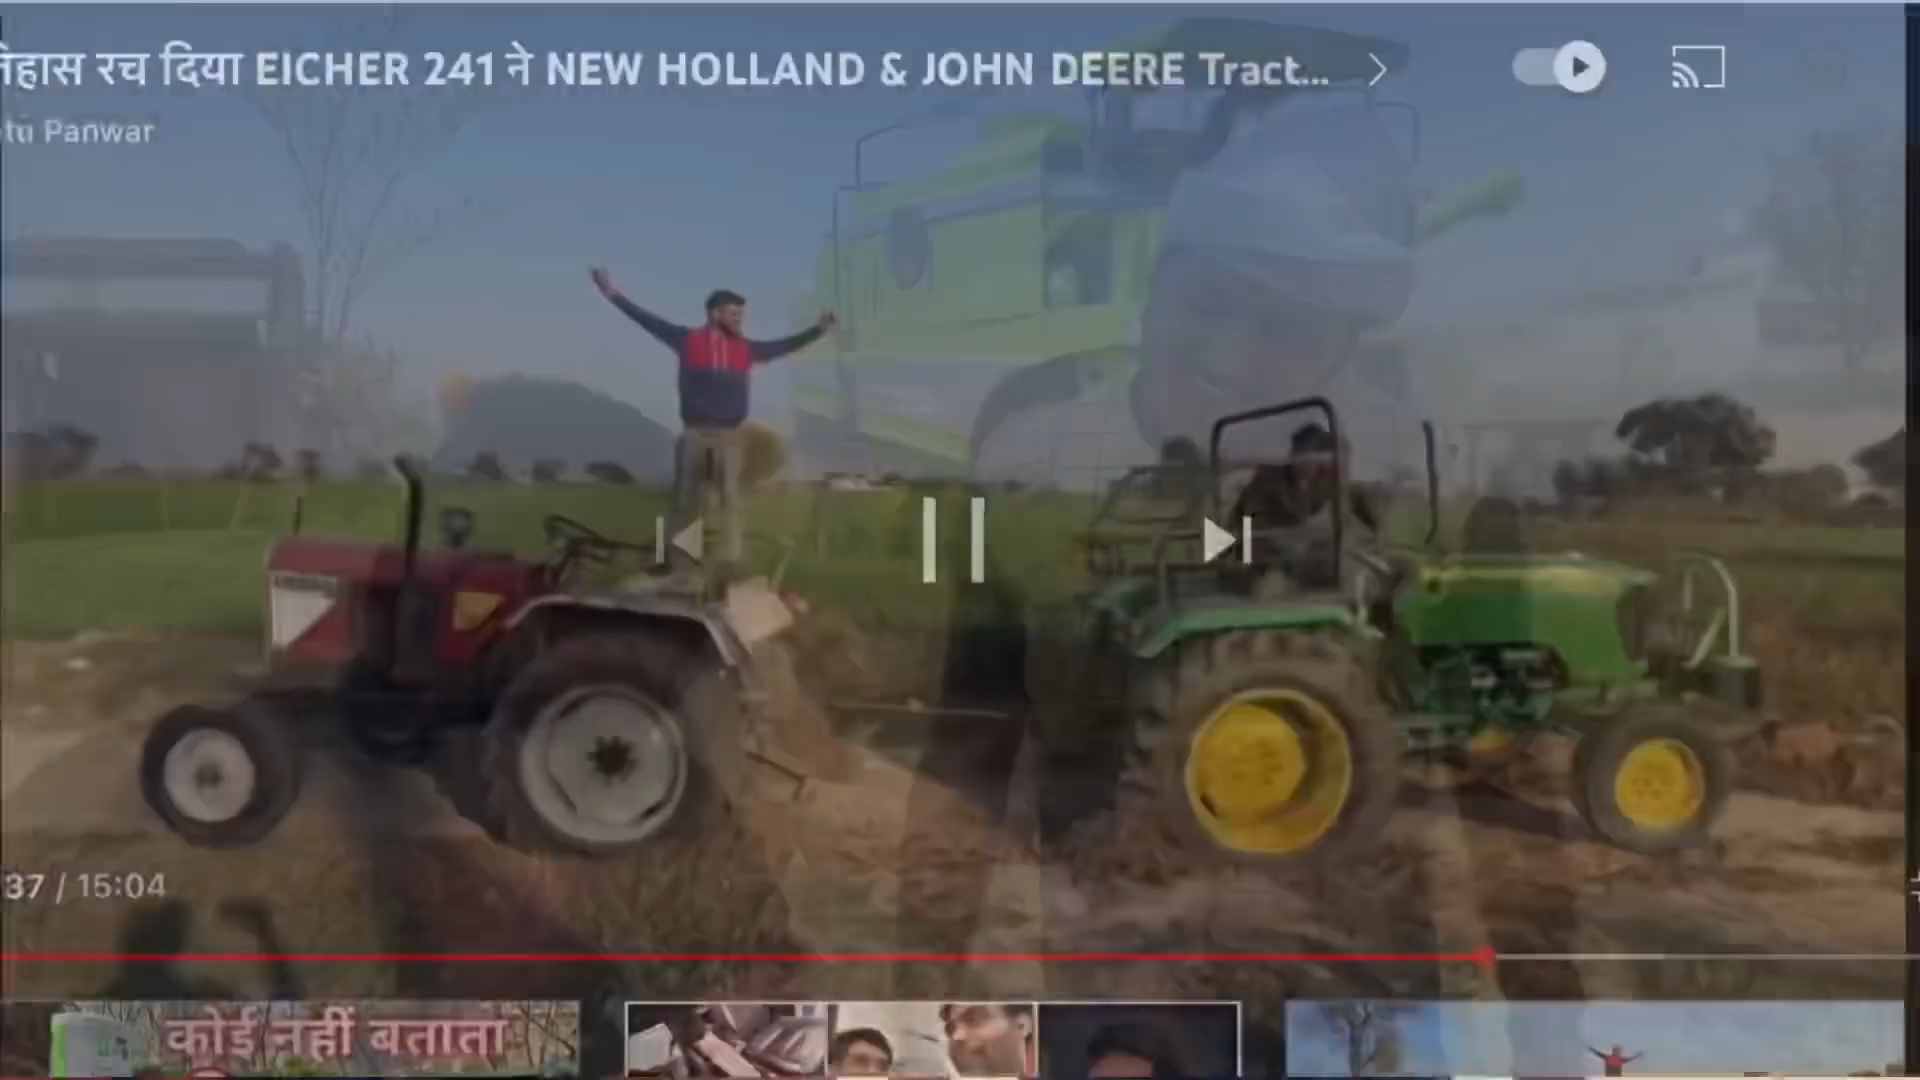 तिहास रच दिया EICHER 241 ने NEW HOLLAND & JOHN DEERE Tract...
tu Panwar
37 / 15:04
कोई नहीं बताता